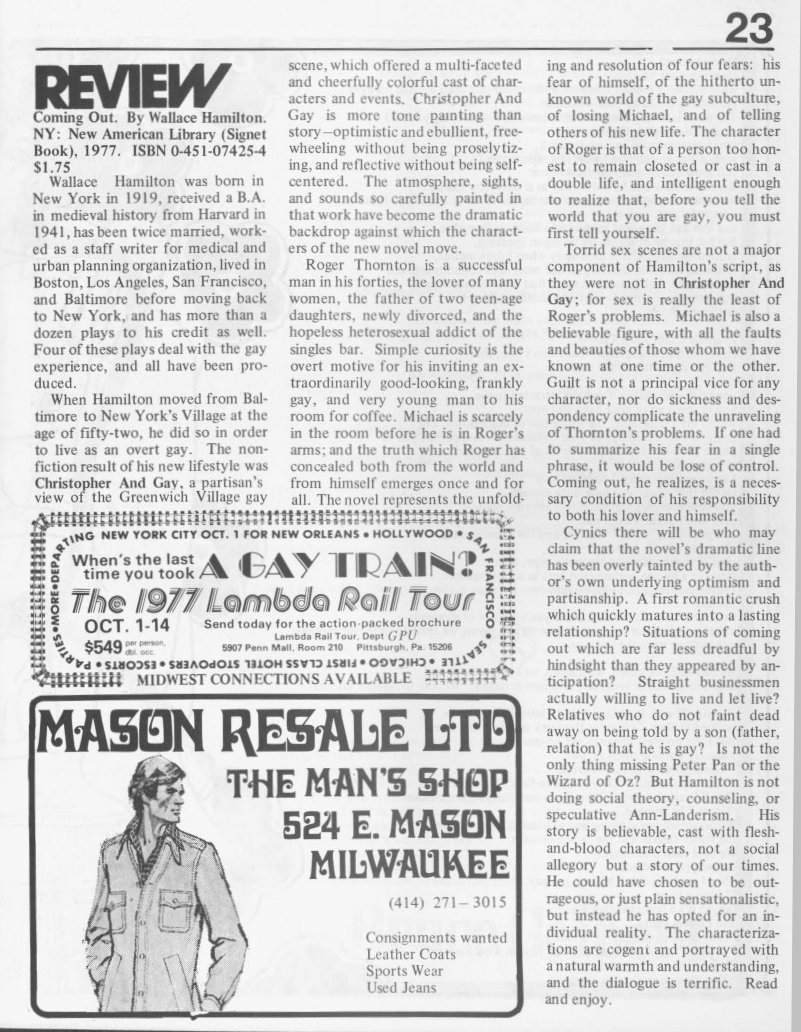 23
REVIEW
Coming Out. By Wallace Hamilton.
NY: New American Library (Signet
Book), 1977. ISBN 0-451-07425-4
$1.75
Wallace Hamilton was born in
New York in 1919, received a B.A.
in medieval history from Harvard in
1941, has been twice married, work-
ed as a staff writer for medical and
urban planning organization, lived in
Boston, Los Angeles, San Francisco,
and Baltimore before moving back
to New York, and has more than a
dozen plays to his credit as well.
Four of these plays deal with the gay
experience, and all have been pro-
duced.
When Hamilton moved from Bal-
timore to New York's Village at the
age of fifty-two, he did so in order
to live as an overt gay. The non-
fiction result of his new lifestyle was
Christopher And Gay, a partisan's
view of the Greenwich Village gay
scene, which offered a multi-faceted
and cheerfully colorful cast of char-
acters and events. Christopher And
Gay is more tone painting than
story—optimistic and ebullient, free-
wheeling without being proselytiz-
ing, and reflective without being self-
centered. The atmosphere, sights,
and sounds so carefully painted in
that work have become the dramatic
backdrop against which the charact-
ers of the new novel move.
Roger Thornton is a successful
man in his forties, the lover of many
women, the father of two teen-age
daughters, newly divorced, and the
hopeless heterosexual addict of the
singles bar. Simple curiosity is the
overt motive for his inviting an ex-
traordinarily good-looking, frankly
gay, and very young man to his
room for coffee. Michael is scarcely
in the room before he is in Roger's
arms; and the truth which Roger has
concealed both from the world and
from himself emerges once and for
all. The novel represents the unfold-
ing and resolution of four fears: his
fear of himself, of the hitherto un-
known world of the gay subculture,
of losing Michael, and of telling
others of his new life. The character
of Roger is that of a person too hon-
est to remain closeted or cast in a
double life, and intelligent enough
to realize that, before you tell the
world that you are gay, you must
first tell yourself.
Torrid sex scenes are not a major
component of Hamilton's script, as
they were not in Christopher And
Gay; for sex is really the least of
Roger's problems. Michael is also a
believable figure, with all the faults
and beauties of those whom we have
known at one time or the other.
Guilt is not a principal vice for any
character, nor do sickness and des-
pondency complicate the unraveling
of Thornton's problems. If one had
to summarize his fear in a single
phrase, it would be lose of control.
Coming out, he realizes, is a neces-
sary condition of his responsibility
to both his lover and himself.
Cynics there will be who may
claim that the novel's dramatic line
has been overly tainted by the auth-
or's own underlying optimism and
partisanship. A first romantic crush
which quickly matures into a lasting
relationship? Situations of coming
out which are far less dreadful by
hindsight than they appeared by an-
ticipation? Straight businessmen
actually willing to live and let live?
Relatives who do not faint dead
away on being told by a son (father,
relation) that he is gay? Is not the
only thing missing Peter Pan or the
Wizard of Oz? But Hamilton is not
doing social theory, counseling, or
speculative Ann-Landerism. His
story is believable, cast with flesh-
and-blood characters, not a social
allegory but a story of our times.
He could have chosen to be out-
rageous, or just plain sensationalistic,
but instead he has opted for an in-
dividual reality. The characteriza-
tions are cogent and portrayed with
a natural warmth and understanding,
and the dialogue is terrific. Read
and enjoy.
DEPARTING NEW YORK CITY OCT. 1 FOR NEW ORLEANS • HOLLYWOOD • SAN FRANCISCO •
SEATTLE • CHICAGO • FIRST CLASS HOTEL STOPOVERS • ESCORTS • PARTIES • MORE •
When's the last
time you took A GAY TRAIN?
The 1977 Lambda Rail Tour
OCT. 1-14
$549 per person, dbl. occ.
Send today for the action-packed brochure
Lambda Rail Tour, Dept GPU
5907 Penn Mall, Room 210 Pittsburgh, Pa. 15206
MIDWEST CONNECTIONS AVAILABLE
MASON RESALE LTD
THE MAN'S SHOP
524 E. MASON
MILWAUKEE
(414) 271-3015
Consignments wanted
Leather Coats
Sports Wear
Used Jeans